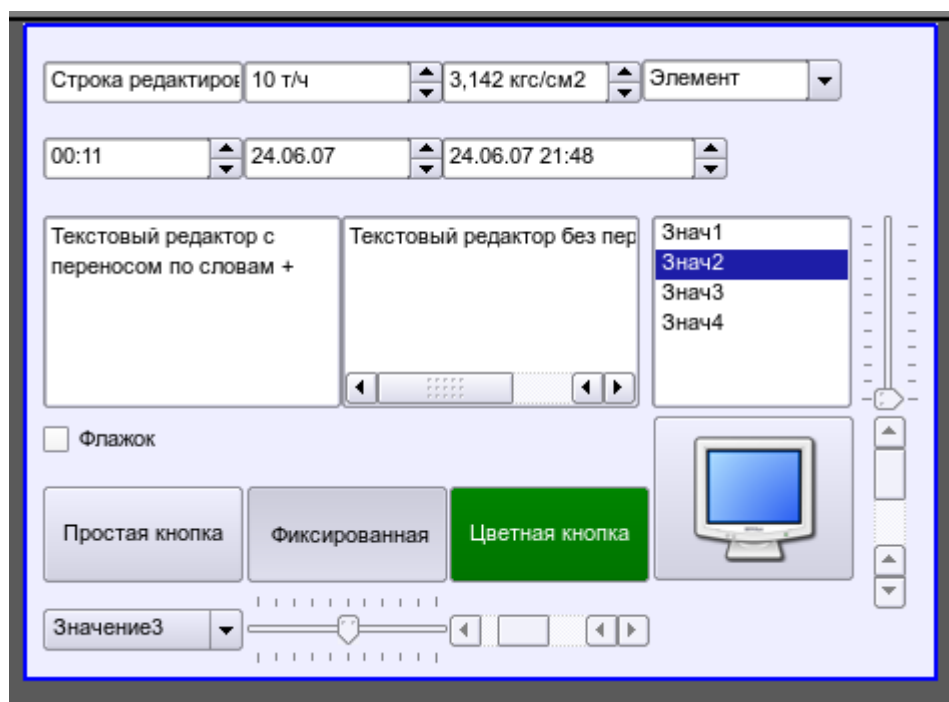 Строка редактиров
10 т/ч
3,142 кгс/см2
Элемент
00:11
24.06.07
24.06.07 21:48
Текстовый редактор с
переносом по словам +
Текстовый редактор без пер
Знач1
Знач2
Знач3
Знач4
Флажок
Простая кнопка
Фиксированная
Цветная кнопка
Значение3